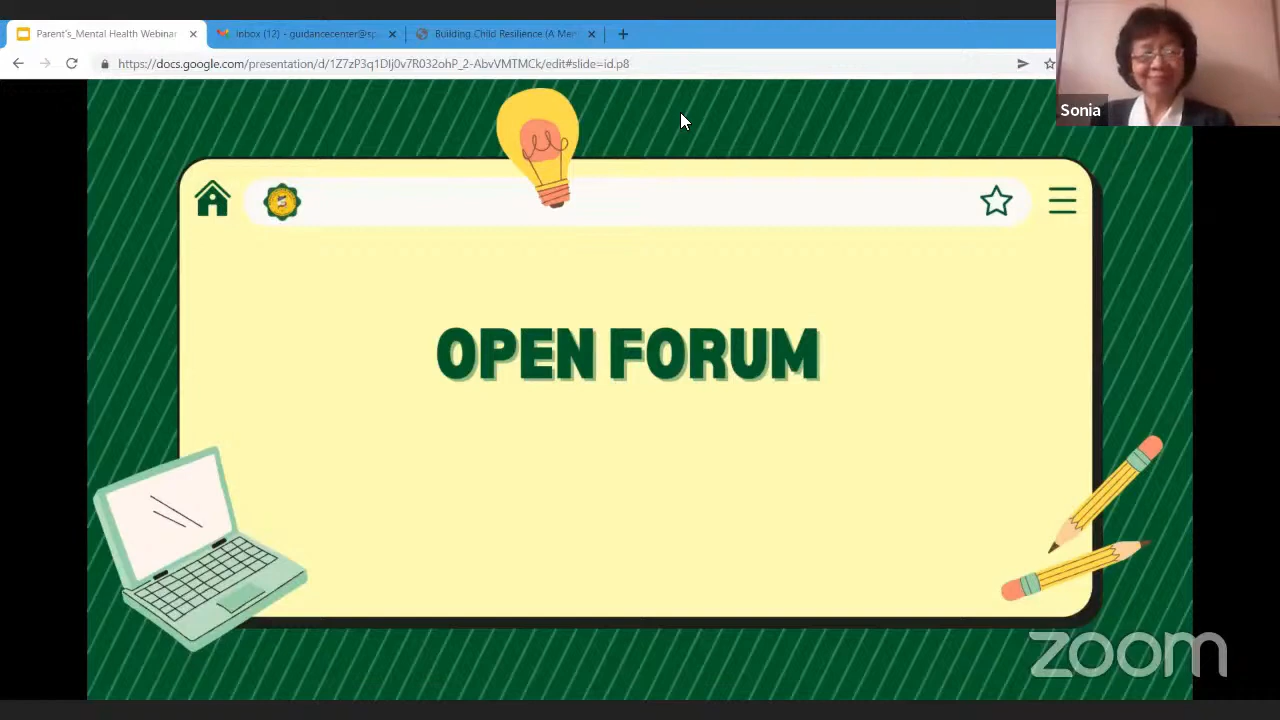 Parent's_Mental Health Webinar
Inbox (12) - guidancecenter@sp
Building Child Resilience (A Me
https://docs.google.com/presentation/d/1Z7zP3q1DIj0v7R032ohP_2-AbvVMTMCk/edit#slide=id.p8
Sonia
OPEN FORUM
zoom